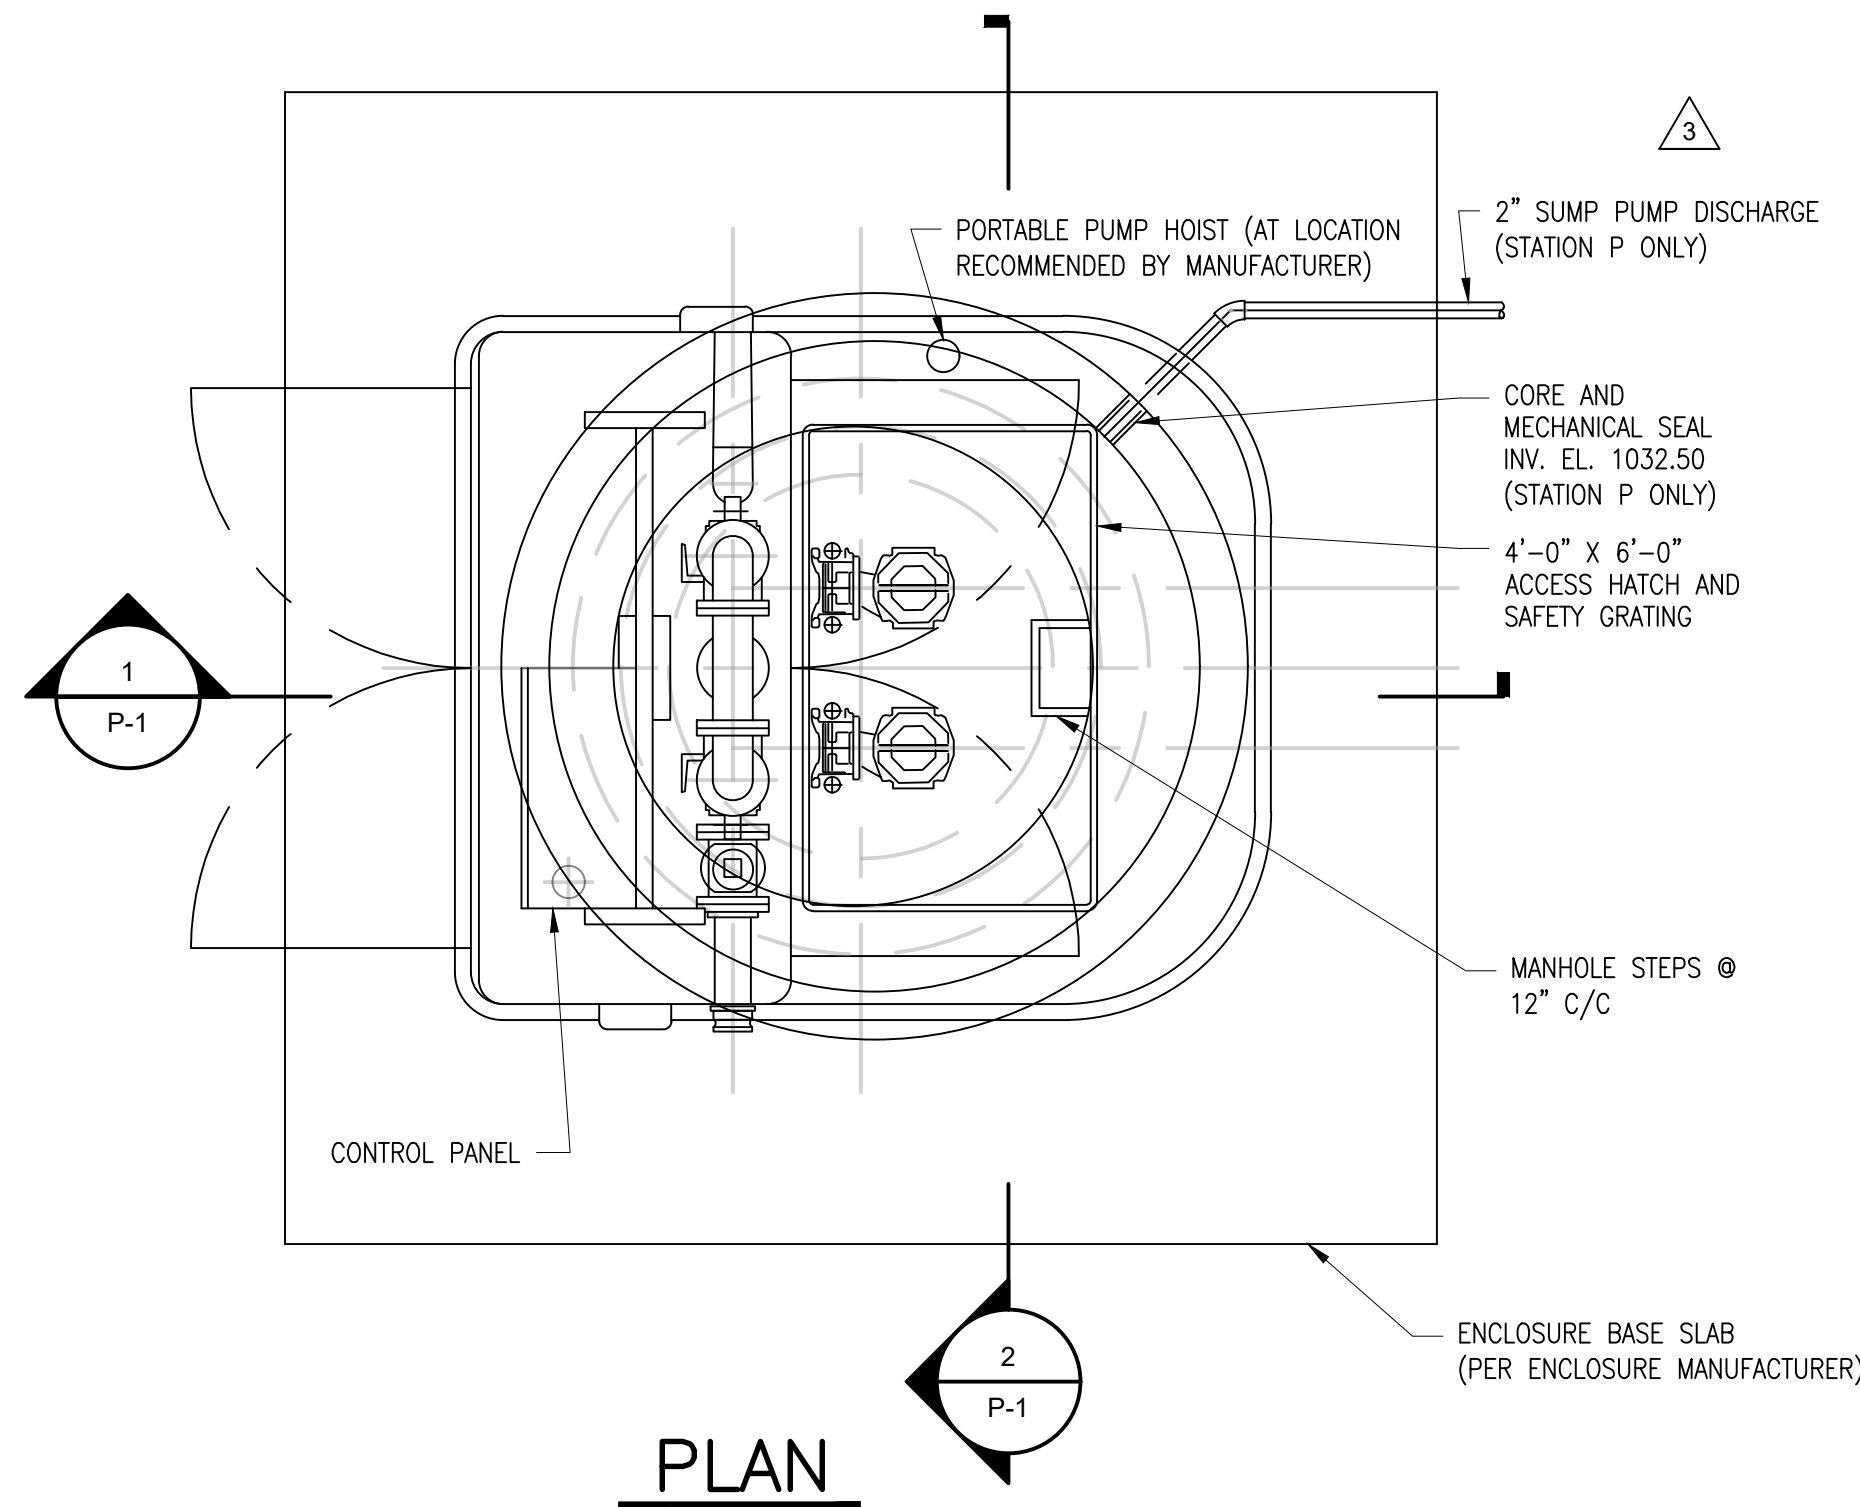 3
2" SUMP PUMP DISCHARGE
(STATION P ONLY)
PORTABLE PUMP HOIST (AT LOCATION
RECOMMENDED BY MANUFACTURER)
CORE AND
MECHANICAL SEAL
INV. EL. 1032.50
(STATION P ONLY)
4'-0" X 6'-0"
ACCESS HATCH AND
SAFETY GRATING
1
P-1
MANHOLE STEPS @
12" C/C
CONTROL PANEL
ENCLOSURE BASE SLAB
(PER ENCLOSURE MANUFACTURER)
2
P-1
PLAN